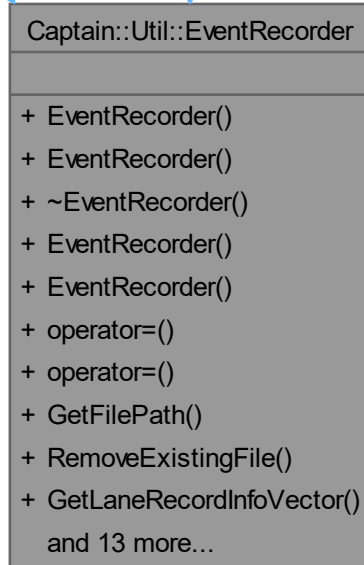 Captain::Util::EventRecorder
+ EventRecorder()
+ EventRecorder()
+ ~EventRecorder()
+ EventRecorder()
+ EventRecorder()
+ operator=()
+ operator=()
+ GetFilePath()
+ RemoveExistingFile()
+ GetLaneRecordInfoVector()
and 13 more...